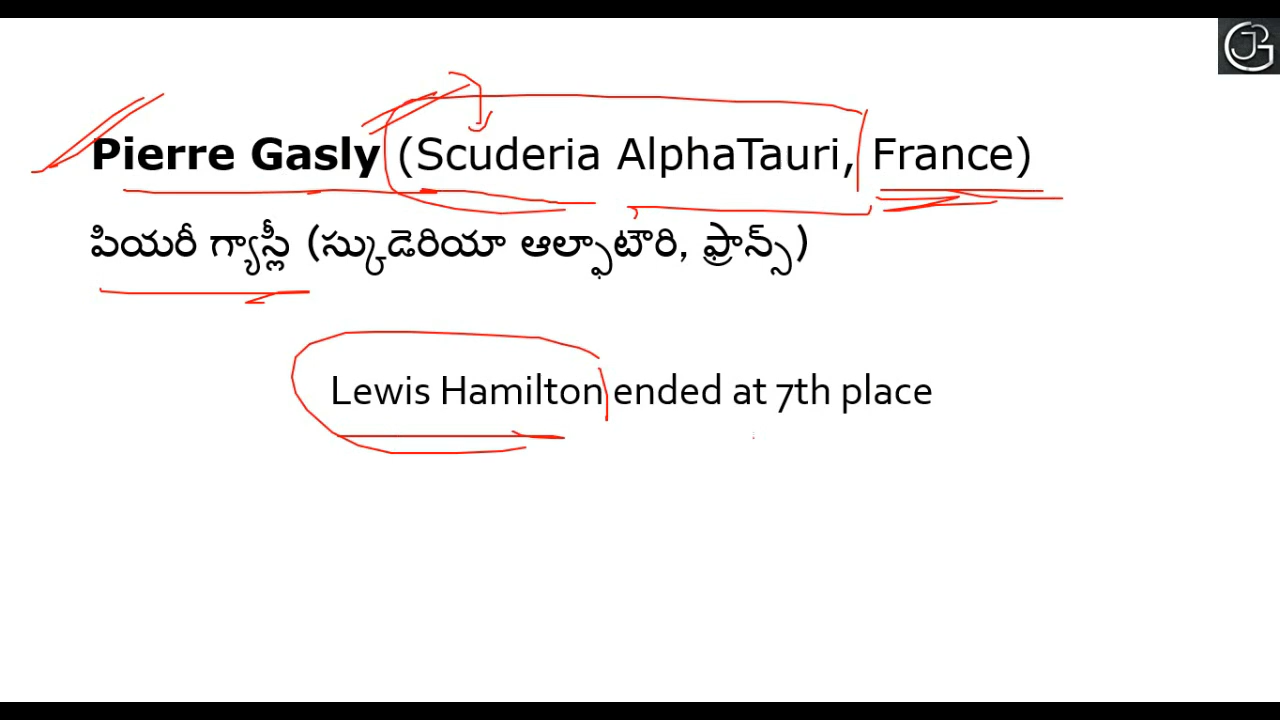 Pierre Gasly (Scuderia AlphaTauri, France)
పియరీ గ్యాస్లీ (స్కుడెరియా ఆల్ఫాటౌరి, ఫ్రాన్స్)
Lewis Hamilton ended at 7th place